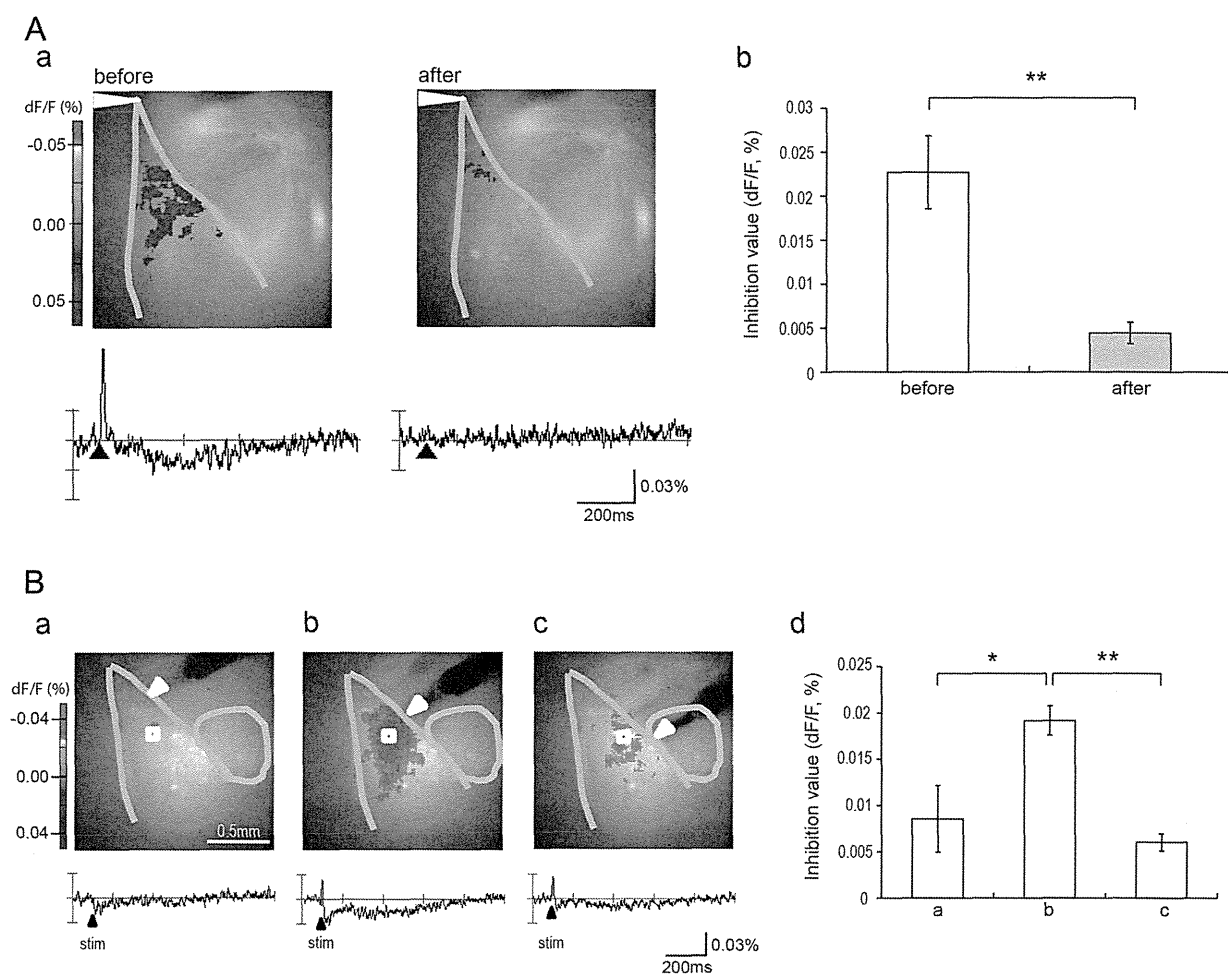 A
a
before
after
dF/F (%)
-0.05
0.00
0.05
0.03%
200ms
b
**
Inhibition value (dF/F, %)
0.03
0.025
0.02
0.015
0.01
0.005
0
before
after
B
a
b
c
dF/F (%)
-0.04
0.00
0.04
0.5mm
stim
stim
stim
0.03%
200ms
d
*
**
Inhibition value (dF/F, %)
0.025
0.02
0.015
0.01
0.005
0
a
b
c